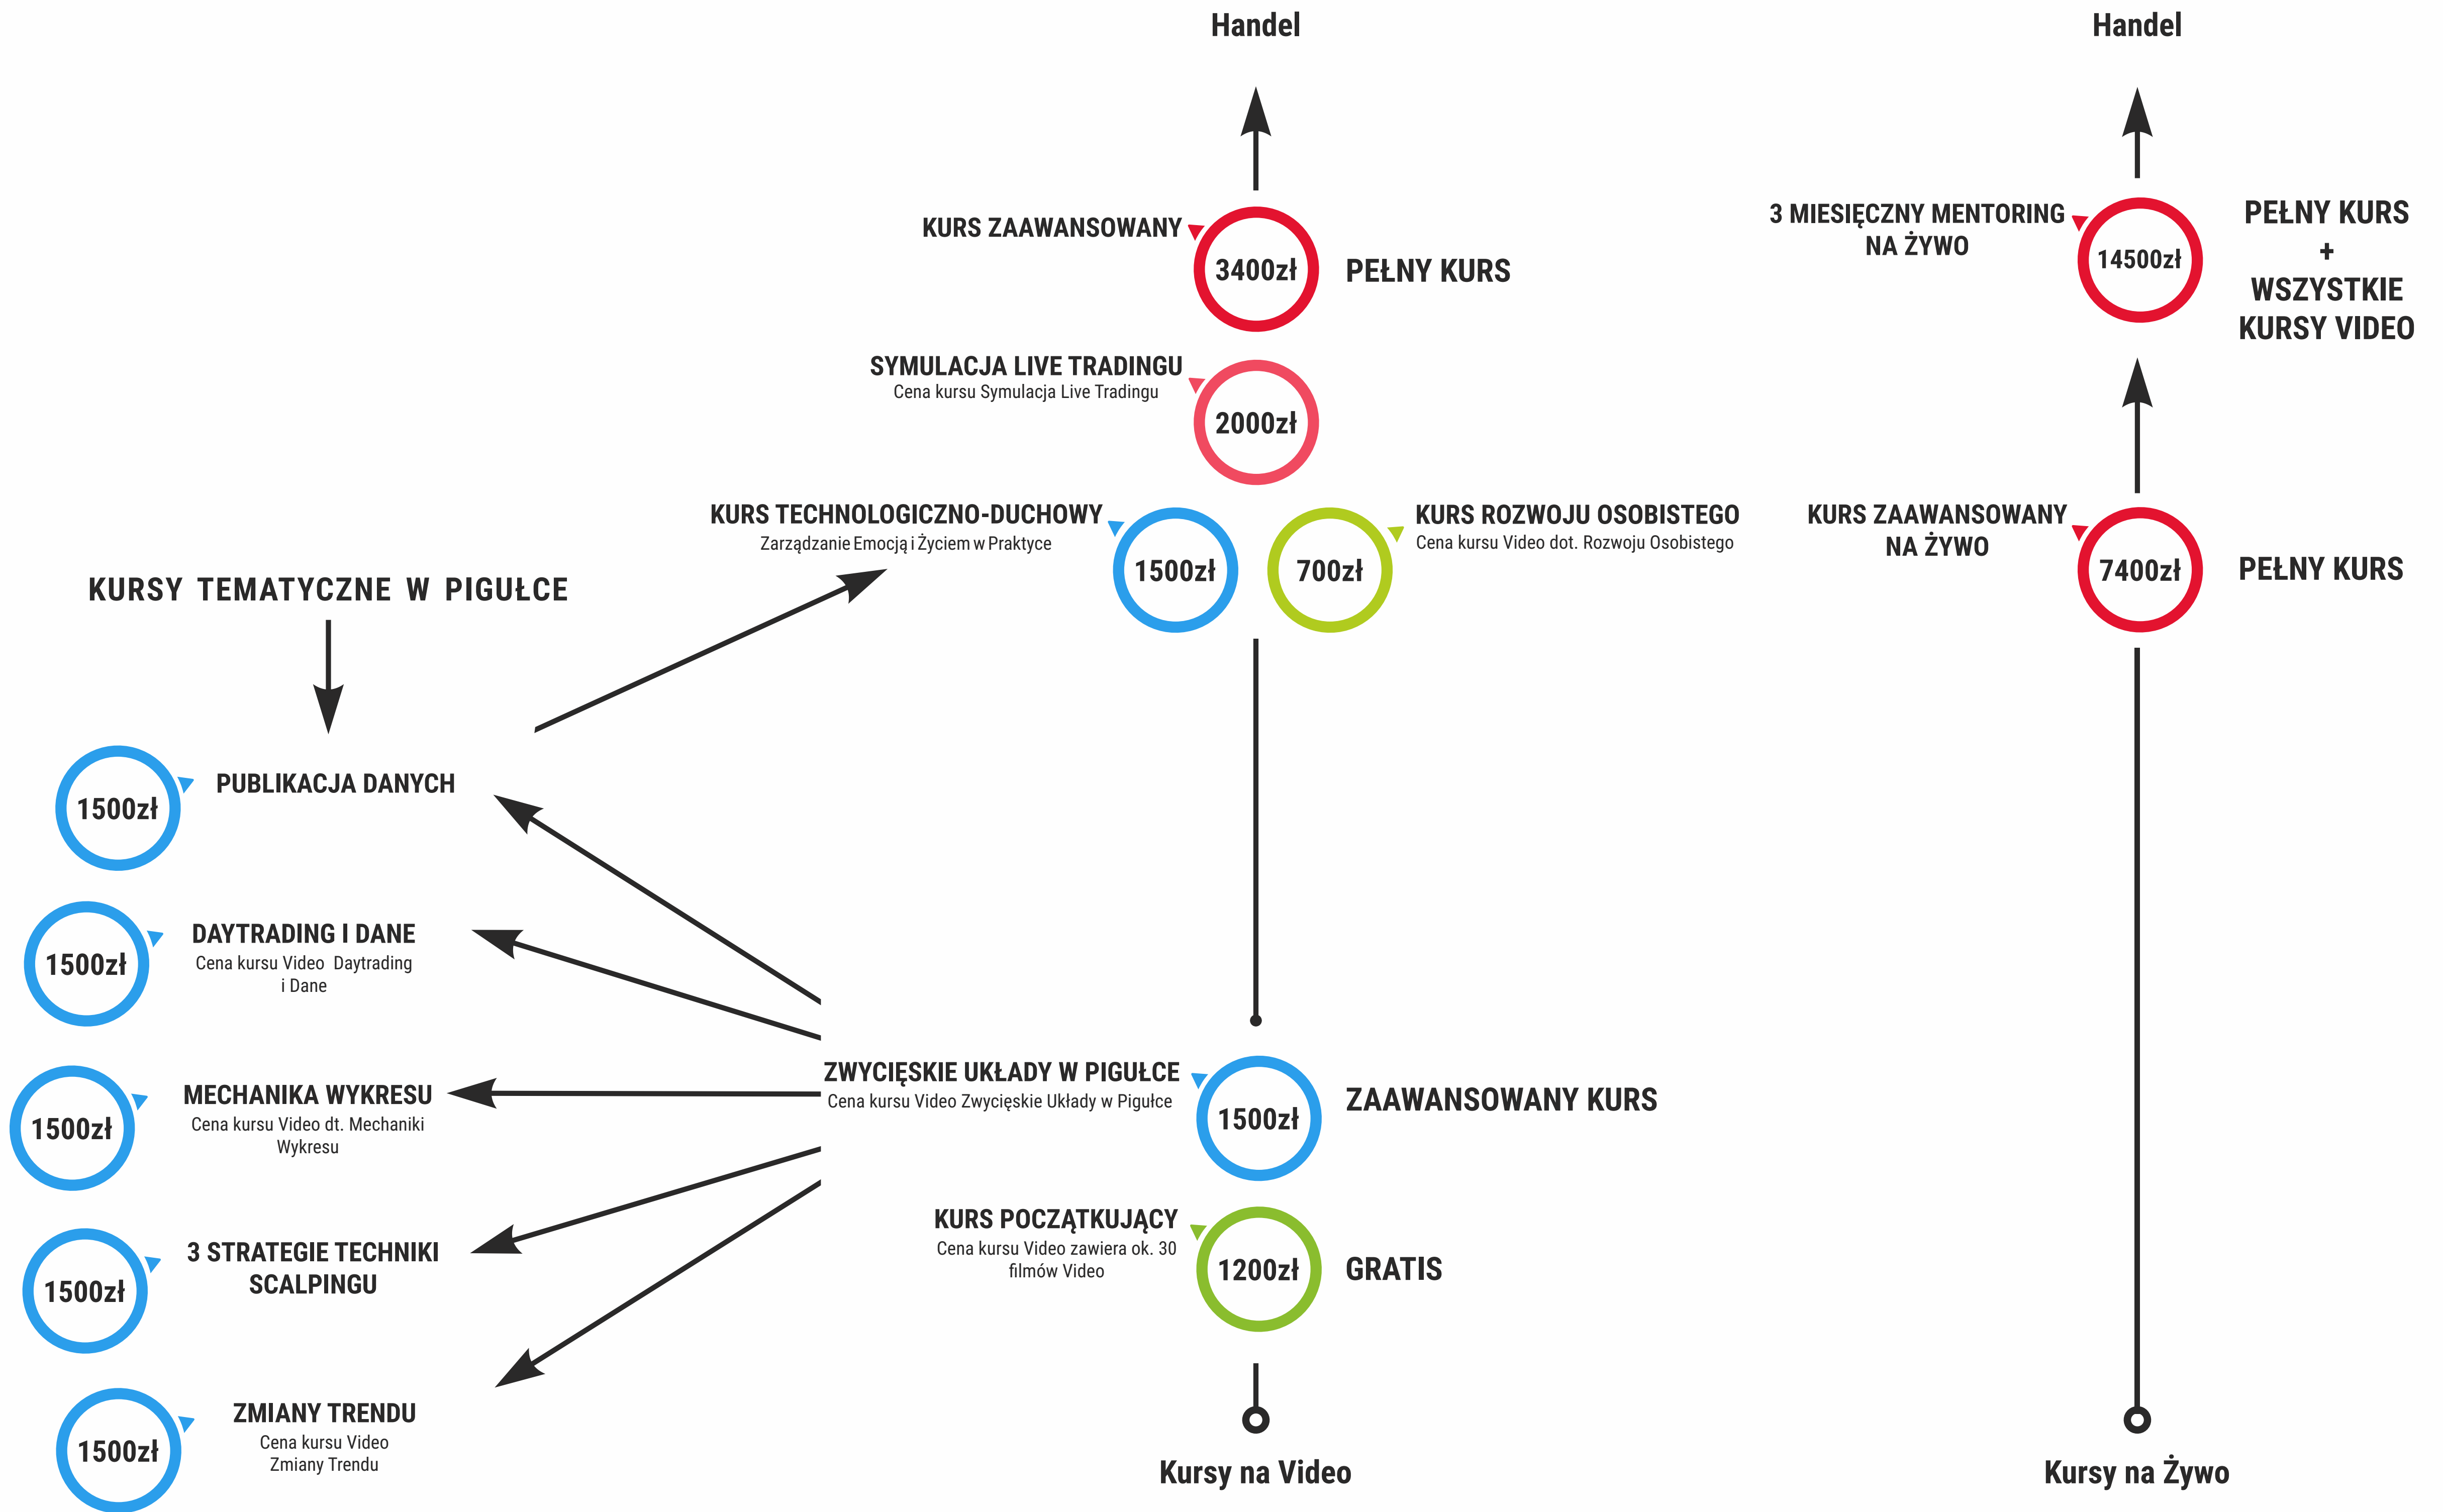 Handel
KURS ZAAWANSOWANY
3400zł
PEŁNY KURS
SYMULACJA LIVE TRADINGU
Cena kursu Symulacja Live Tradingu
2000zł
KURS TECHNOLOGICZNO-DUCHOWY
Zarządzanie Emocją i Życiem w Praktyce
1500zł
700zł
KURS ROZWOJU OSOBISTEGO
Cena kursu Video dot. Rozwoju Osobistego
KURSY TEMATYCZNE W PIGUŁCE
1500zł
PUBLIKACJA DANYCH
1500zł
DAYTRADING I DANE
Cena kursu Video Daytrading
i Dane
1500zł
MECHANIKA WYKRESU
Cena kursu Video dt. Mechaniki
Wykresu
1500zł
3 STRATEGIE TECHNIKI
SCALPINGU
1500zł
ZMIANY TRENDU
Cena kursu Video
Zmiany Trendu
ZWYCIĘSKIE UKŁADY W PIGUŁCE
Cena kursu Video Zwycięskie Układy w Pigułce
1500zł
ZAAWANSOWANY KURS
KURS POCZĄTKUJĄCY
Cena kursu Video zawiera ok. 30
filmów Video
1200zł
GRATIS
Kursy na Video
Handel
3 MIESIĘCZNY MENTORING
NA ŻYWO
14500zł
PEŁNY KURS
+
WSZYSTKIE
KURSY VIDEO
KURS ZAAWANSOWANY
NA ŻYWO
7400zł
PEŁNY KURS
Kursy na Żywo